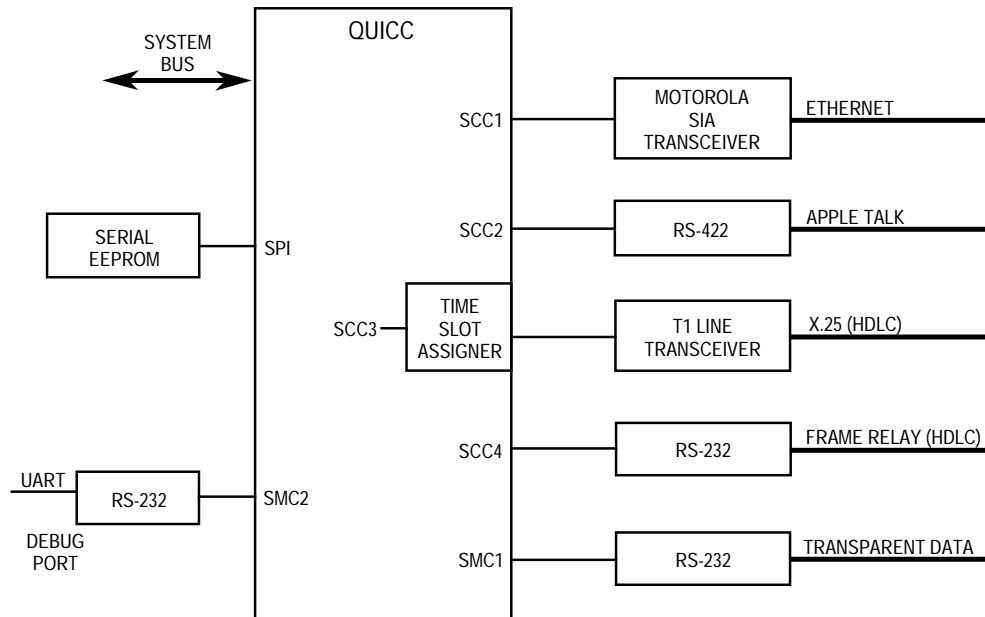 QUICC
SYSTEM
BUS
SCC1
MOTOROLA
SIA
TRANSCEIVER
ETHERNET
SCC2
RS-422
APPLE TALK
SERIAL
EEPROM
SPI
SCC3
TIME
SLOT
ASSIGNER
T1 LINE
TRANSCEIVER
X.25 (HDLC)
SCC4
RS-232
FRAME RELAY (HDLC)
UART
RS-232
SMC2
DEBUG
PORT
SMC1
RS-232
TRANSPARENT DATA